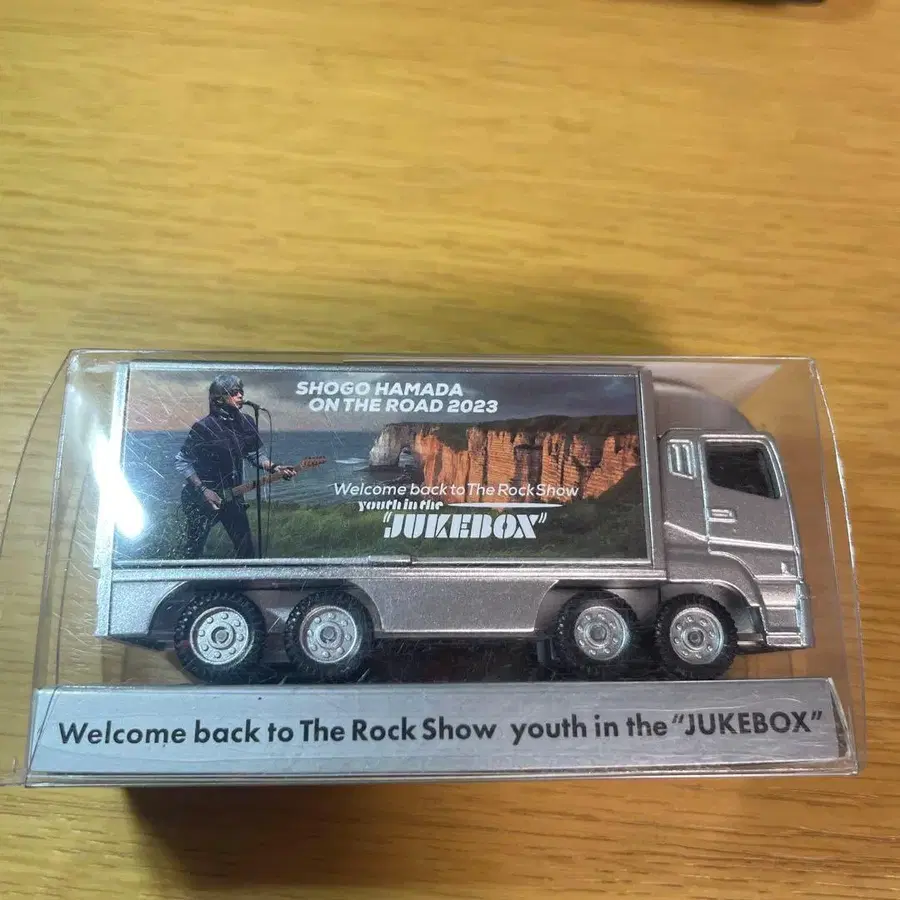 SHOGO HAMADA
ON THE ROAD 2023
Welcome back to The Rock Show
youth in the
"JUKEBOX"
Welcome back to The Rock Show youth in the "JUKEBOX"